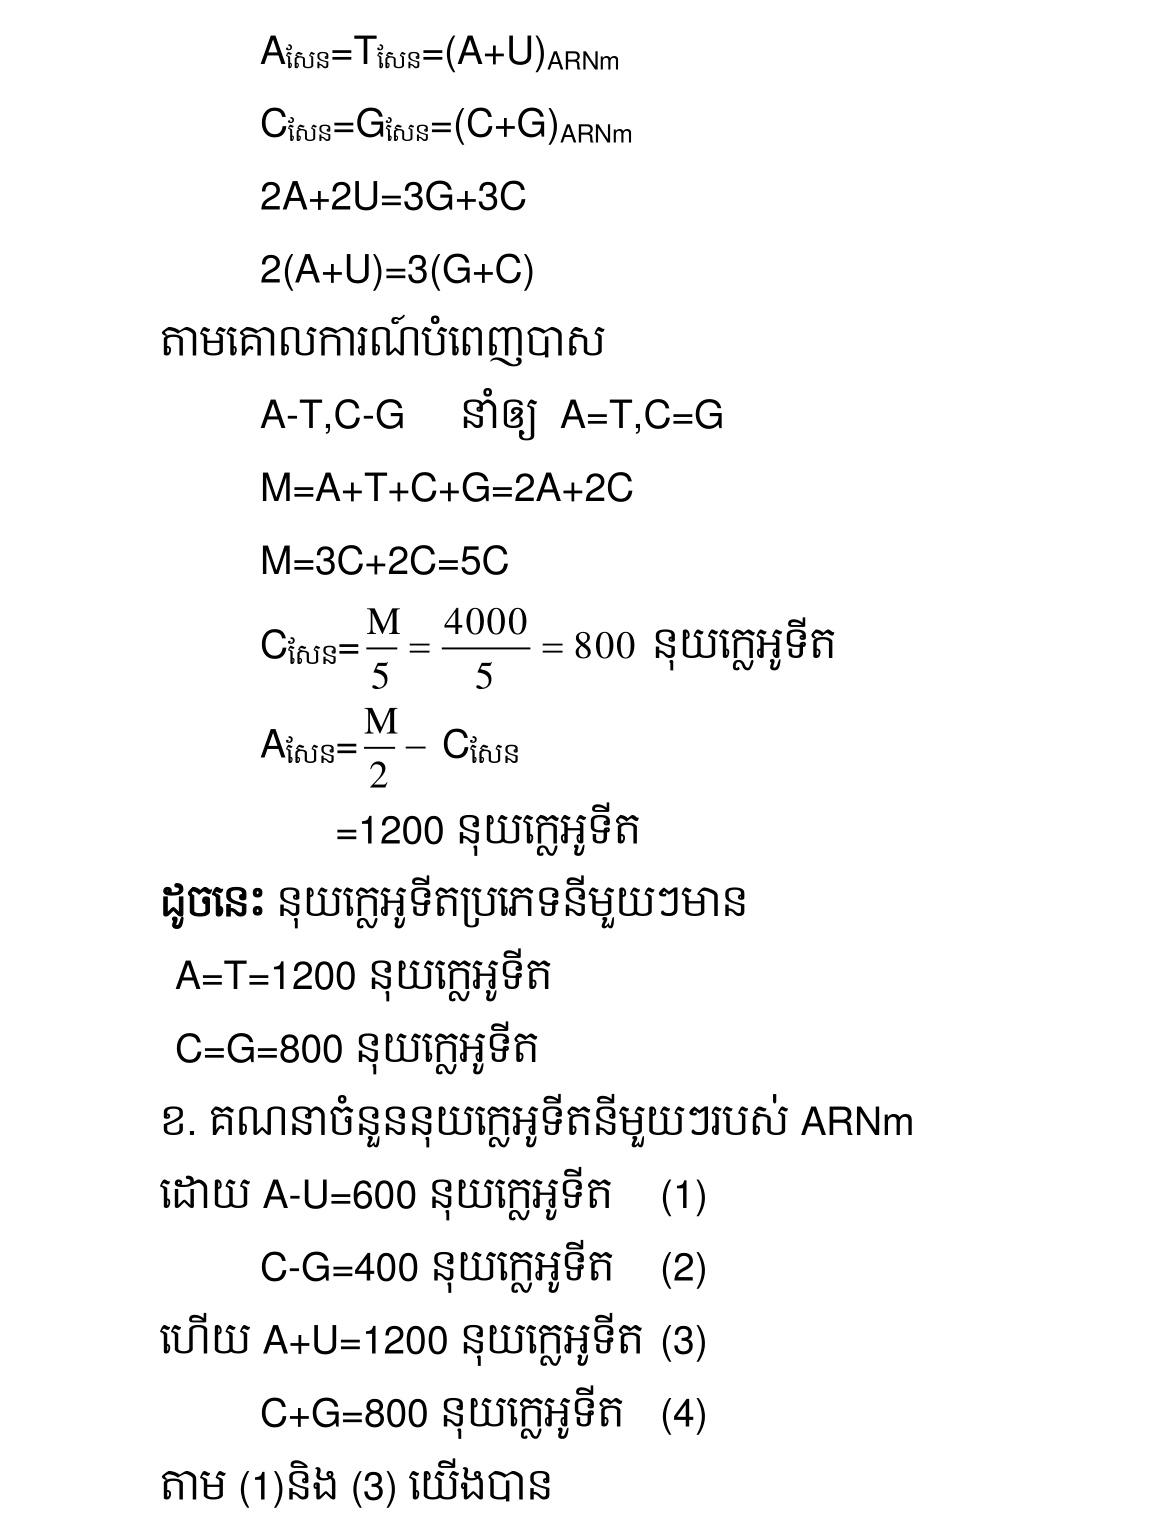 Aសែន=Tសែន=(A+U)ARNm
Cសែន=Gសែន=(C+G)ARNm
2A+2U=3G+3C
2(A+U)=3(G+C)
តាមគោលការណ៍បំពេញបាស
A-T,C-G នាំឲ្យ A=T,C=G
M=A+T+C+G=2A+2C
M=3C+2C=5C
Cសែន=M/5 = 4000/5 = 800 នុយក្លេអូទីត
Aសែន=M/2 − Cសែន
=1200 នុយក្លេអូទីត
ដូចនេះ នុយក្លេអូទីតប្រភេទនីមួយៗមាន
A=T=1200 នុយក្លេអូទីត
C=G=800 នុយក្លេអូទីត
ខ. គណនាចំនួននុយក្លេអូទីតនីមួយៗរបស់ ARNm
ដោយ A-U=600 នុយក្លេអូទីត (1)
C-G=400 នុយក្លេអូទីត (2)
ហើយ A+U=1200 នុយក្លេអូទីត (3)
C+G=800 នុយក្លេអូទីត (4)
តាម (1)និង (3) យើងបាន